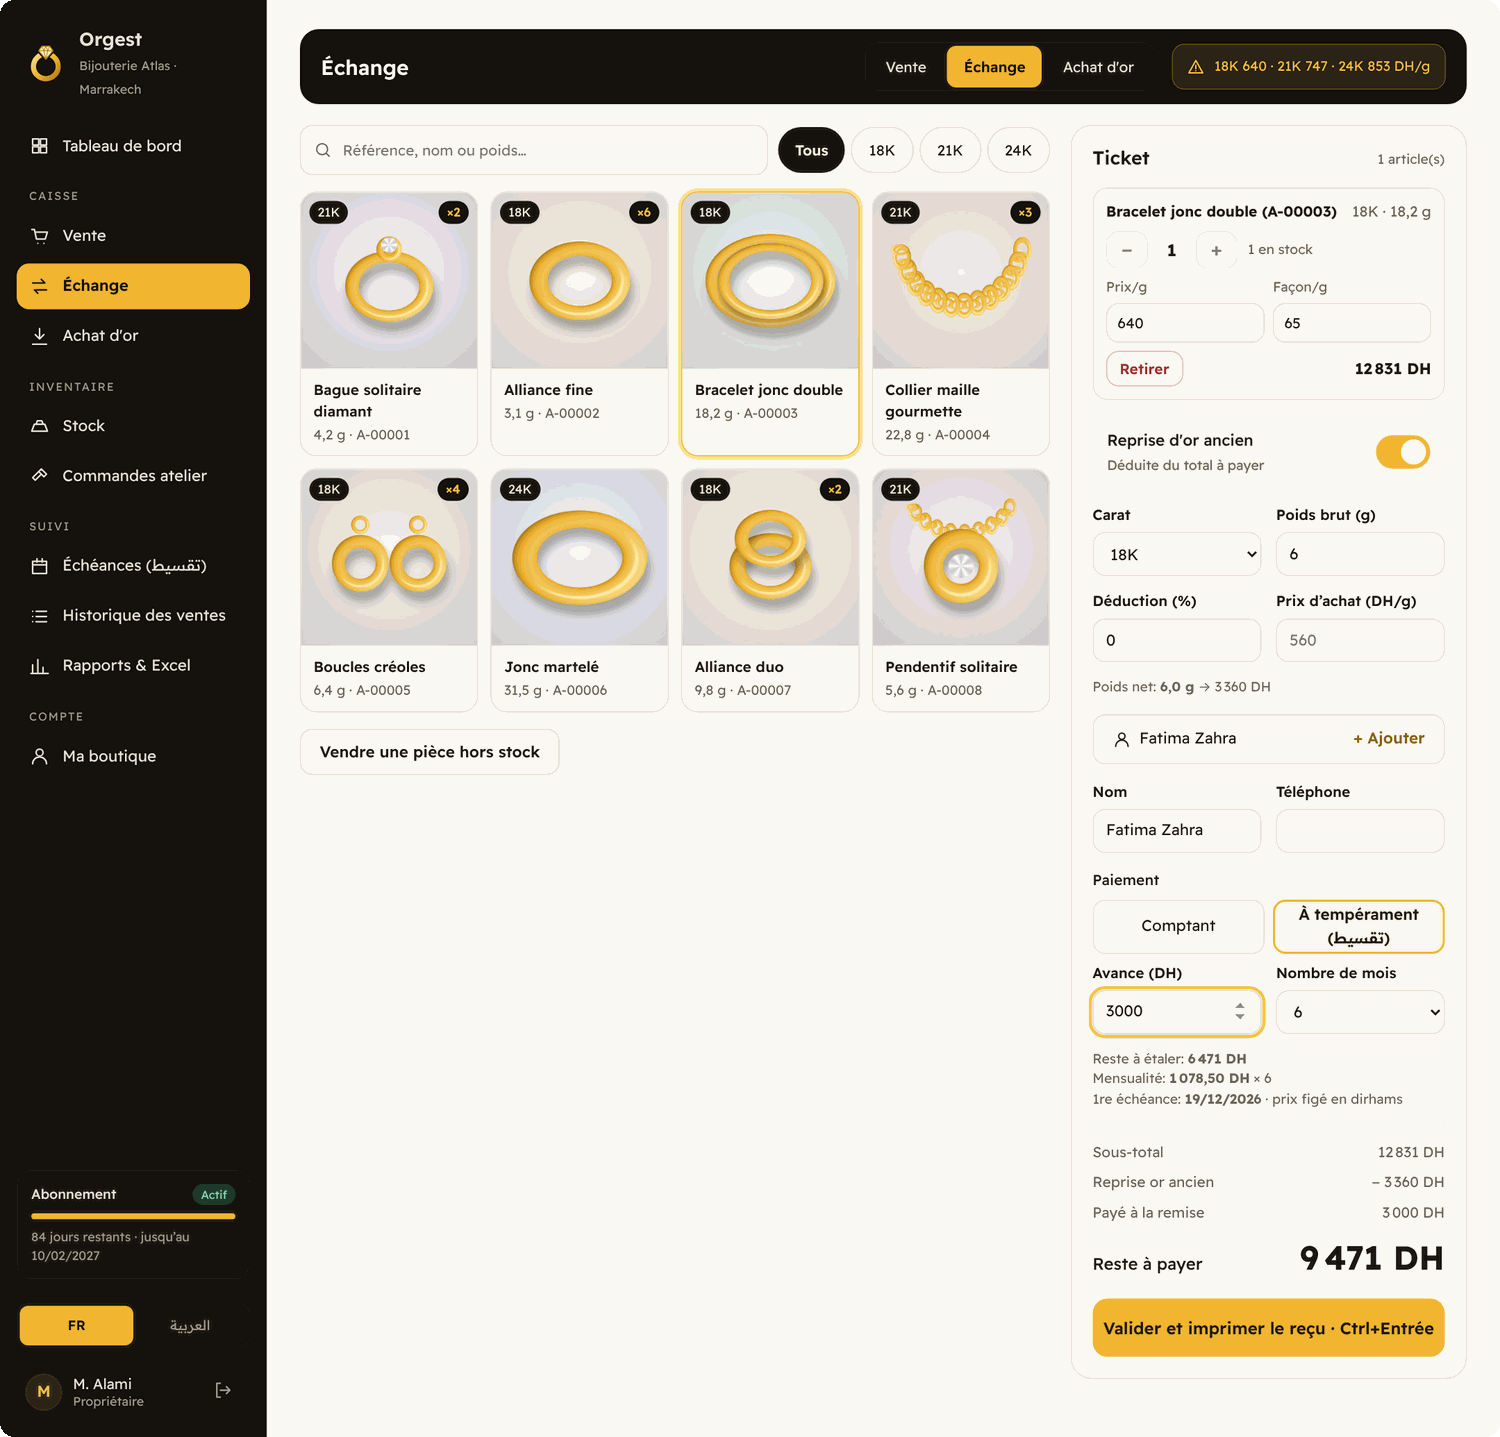 Orgest
Bijouterie Atlas ·
Marrakech
Tableau de bord
CAISSE
Vente
Échange
Achat d'or
INVENTAIRE
Stock
Commandes atelier
SUIVI
Échéances (تقسيط)
Historique des ventes
Rapports & Excel
COMPTE
Ma boutique
Abonnement
Actif
84 jours restants · jusqu’au
10/02/2027
FR
العربية
M
M. Alami
Propriétaire
Échange
Vente
Échange
Achat d'or
18K 640 · 21K 747 · 24K 853 DH/g
Référence, nom ou poids…
Tous
18K
21K
24K
21K
×2
Bague solitaire
diamant
4,2 g · A-00001
18K
×6
Alliance fine
3,1 g · A-00002
18K
Bracelet jonc double
18,2 g · A-00003
21K
×3
Collier maille
gourmette
22,8 g · A-00004
18K
×4
Boucles créoles
6,4 g · A-00005
24K
Jonc martelé
31,5 g · A-00006
18K
×2
Alliance duo
9,8 g · A-00007
21K
Pendentif solitaire
5,6 g · A-00008
Vendre une pièce hors stock
Ticket
1 article(s)
Bracelet jonc double (A-00003)
18K · 18,2 g
−
1
+
1 en stock
Prix/g
Façon/g
640
65
Retirer
12 831 DH
Reprise d'or ancien
Déduite du total à payer
Carat
Poids brut (g)
18K
6
Déduction (%)
Prix d’achat (DH/g)
0
560
Poids net: 6,0 g → 3 360 DH
Fatima Zahra
+ Ajouter
Nom
Téléphone
Fatima Zahra
Paiement
Comptant
À tempérament
(تقسيط)
Avance (DH)
Nombre de mois
3000
6
Reste à étaler: 6 471 DH
Mensualité: 1 078,50 DH × 6
1re échéance: 19/12/2026 · prix figé en dirhams
Sous-total
12 831 DH
Reprise or ancien
− 3 360 DH
Payé à la remise
3 000 DH
Reste à payer
9 471 DH
Valider et imprimer le reçu · Ctrl+Entrée